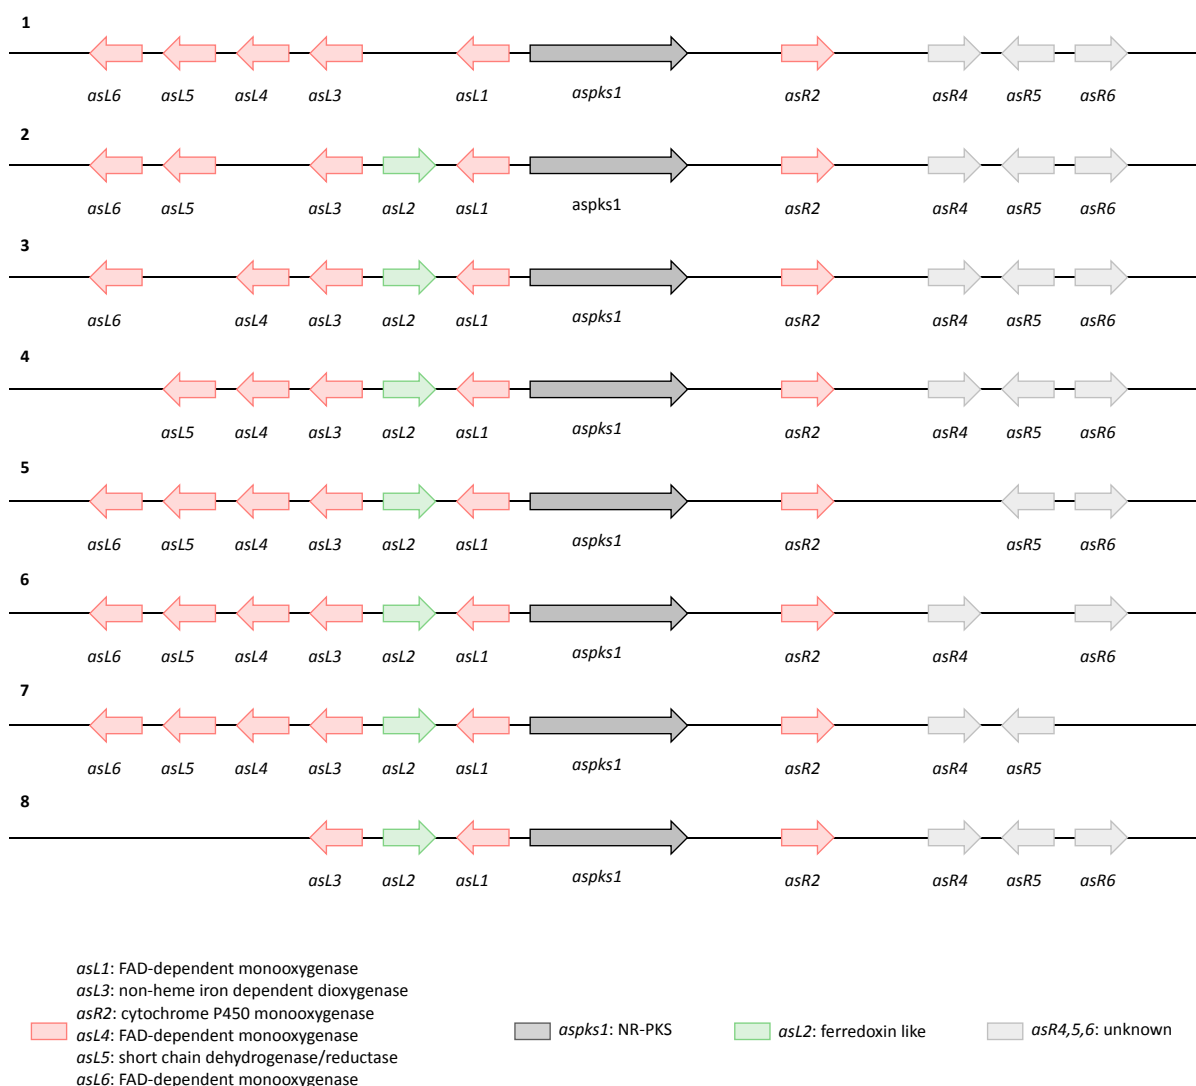 1
asL6 asL5 asL4 asL3 asL1 aspks1 asR2 asR4 asR5 asR6
2
asL6 asL5 asL3 asL2 asL1 aspks1 asR2 asR4 asR5 asR6
3
asL6 asL4 asL3 asL2 asL1 aspks1 asR2 asR4 asR5 asR6
4
asL5 asL4 asL3 asL2 asL1 aspks1 asR2 asR4 asR5 asR6
5
asL6 asL5 asL4 asL3 asL2 asL1 aspks1 asR2 asR5 asR6
6
asL6 asL5 asL4 asL3 asL2 asL1 aspks1 asR2 asR4 asR6
7
asL6 asL5 asL4 asL3 asL2 asL1 aspks1 asR2 asR4 asR5
8
asL3 asL2 asL1 aspks1 asR2 asR4 asR5 asR6
asL1: FAD-dependent monooxygenase
asL3: non-heme iron dependent dioxygenase
asR2: cytochrome P450 monooxygenase
asL4: FAD-dependent monooxygenase
asL5: short chain dehydrogenase/reductase
asL6: FAD-dependent monooxygenase
aspks1: NR-PKS
asL2: ferredoxin like
asR4,5,6: unknown